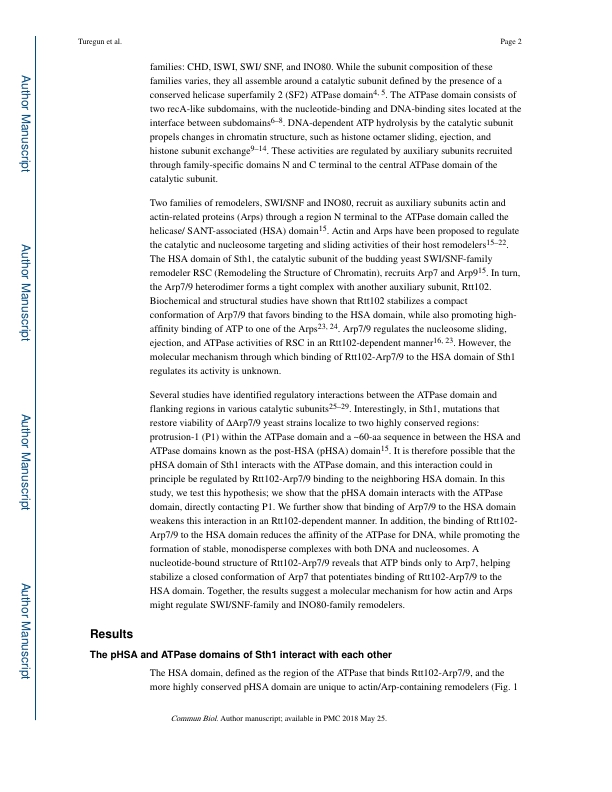 Turegun et al.
Page 2
families: CHD, ISWI, SWI/ SNF, and INO80. While the subunit composition of these
families varies, they all assemble around a catalytic subunit defined by the presence of a
conserved helicase superfamily 2 (SF2) ATPase domain4, 5. The ATPase domain consists of
two recA-like subdomains, with the nucleotide-binding and DNA-binding sites located at the
interface between subdomains6–8. DNA-dependent ATP hydrolysis by the catalytic subunit
propels changes in chromatin structure, such as histone octamer sliding, ejection, and
histone subunit exchange9–14. These activities are regulated by auxiliary subunits recruited
through family-specific domains N and C terminal to the central ATPase domain of the
catalytic subunit.
Two families of remodelers, SWI/SNF and INO80, recruit as auxiliary subunits actin and
actin-related proteins (Arps) through a region N terminal to the ATPase domain called the
helicase/ SANT-associated (HSA) domain15. Actin and Arps have been proposed to regulate
the catalytic and nucleosome targeting and sliding activities of their host remodelers15–22.
The HSA domain of Sth1, the catalytic subunit of the budding yeast SWI/SNF-family
remodeler RSC (Remodeling the Structure of Chromatin), recruits Arp7 and Arp915. In turn,
the Arp7/9 heterodimer forms a tight complex with another auxiliary subunit, Rtt102.
Biochemical and structural studies have shown that Rtt102 stabilizes a compact
conformation of Arp7/9 that favors binding to the HSA domain, while also promoting high-
affinity binding of ATP to one of the Arps23, 24. Arp7/9 regulates the nucleosome sliding,
ejection, and ATPase activities of RSC in an Rtt102-dependent manner16, 23. However, the
molecular mechanism through which binding of Rtt102-Arp7/9 to the HSA domain of Sth1
regulates its activity is unknown.
Several studies have identified regulatory interactions between the ATPase domain and
flanking regions in various catalytic subunits25–29. Interestingly, in Sth1, mutations that
restore viability of ΔArp7/9 yeast strains localize to two highly conserved regions:
protrusion-1 (P1) within the ATPase domain and a ~60-aa sequence in between the HSA and
ATPase domains known as the post-HSA (pHSA) domain15. It is therefore possible that the
pHSA domain of Sth1 interacts with the ATPase domain, and this interaction could in
principle be regulated by Rtt102-Arp7/9 binding to the neighboring HSA domain. In this
study, we test this hypothesis; we show that the pHSA domain interacts with the ATPase
domain, directly contacting P1. We further show that binding of Arp7/9 to the HSA domain
weakens this interaction in an Rtt102-dependent manner. In addition, the binding of Rtt102-
Arp7/9 to the HSA domain reduces the affinity of the ATPase for DNA, while promoting the
formation of stable, monodisperse complexes with both DNA and nucleosomes. A
nucleotide-bound structure of Rtt102-Arp7/9 reveals that ATP binds only to Arp7, helping
stabilize a closed conformation of Arp7 that potentiates binding of Rtt102-Arp7/9 to the
HSA domain. Together, the results suggest a molecular mechanism for how actin and Arps
might regulate SWI/SNF-family and INO80-family remodelers.
Results
The pHSA and ATPase domains of Sth1 interact with each other
The HSA domain, defined as the region of the ATPase that binds Rtt102-Arp7/9, and the
more highly conserved pHSA domain are unique to actin/Arp-containing remodelers (Fig. 1
Commun Biol. Author manuscript; available in PMC 2018 May 25.
Author Manuscript
Author Manuscript
Author Manuscript
Author Manuscript